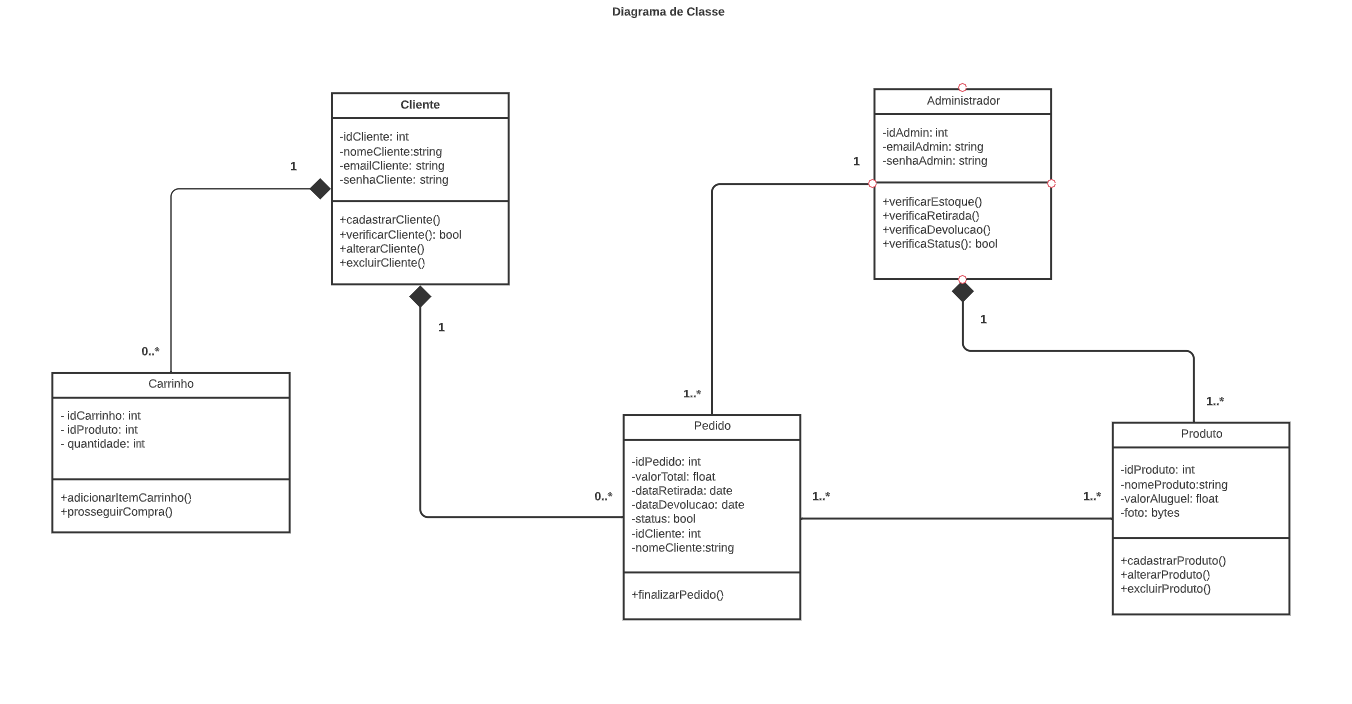 Diagrama de Classe
Cliente
-idCliente: int
-nomeCliente:string
-emailCliente: string
-senhaCliente: string
+cadastrarCliente()
+verificarCliente(): bool
+alterarCliente()
+excluirCliente()
1
0..*
1
Carrinho
- idCarrinho: int
- idProduto: int
- quantidade: int
+adicionarItemCarrinho()
+prosseguirCompra()
Administrador
-idAdmin: int
-emailAdmin: string
-senhaAdmin: string
+verificarEstoque()
+verificaRetirada()
+verificaDevolucao()
+verificaStatus(): bool
1
1..*
1
1..*
0..*
Pedido
-idPedido: int
-valorTotal: float
-dataRetirada: date
-dataDevolucao: date
-status: bool
-idCliente: int
-nomeCliente:string
+finalizarPedido()
1..*
1..*
Produto
-idProduto: int
-nomeProduto:string
-valorAluguel: float
-foto: bytes
+cadastrarProduto()
+alterarProduto()
+excluirProduto()